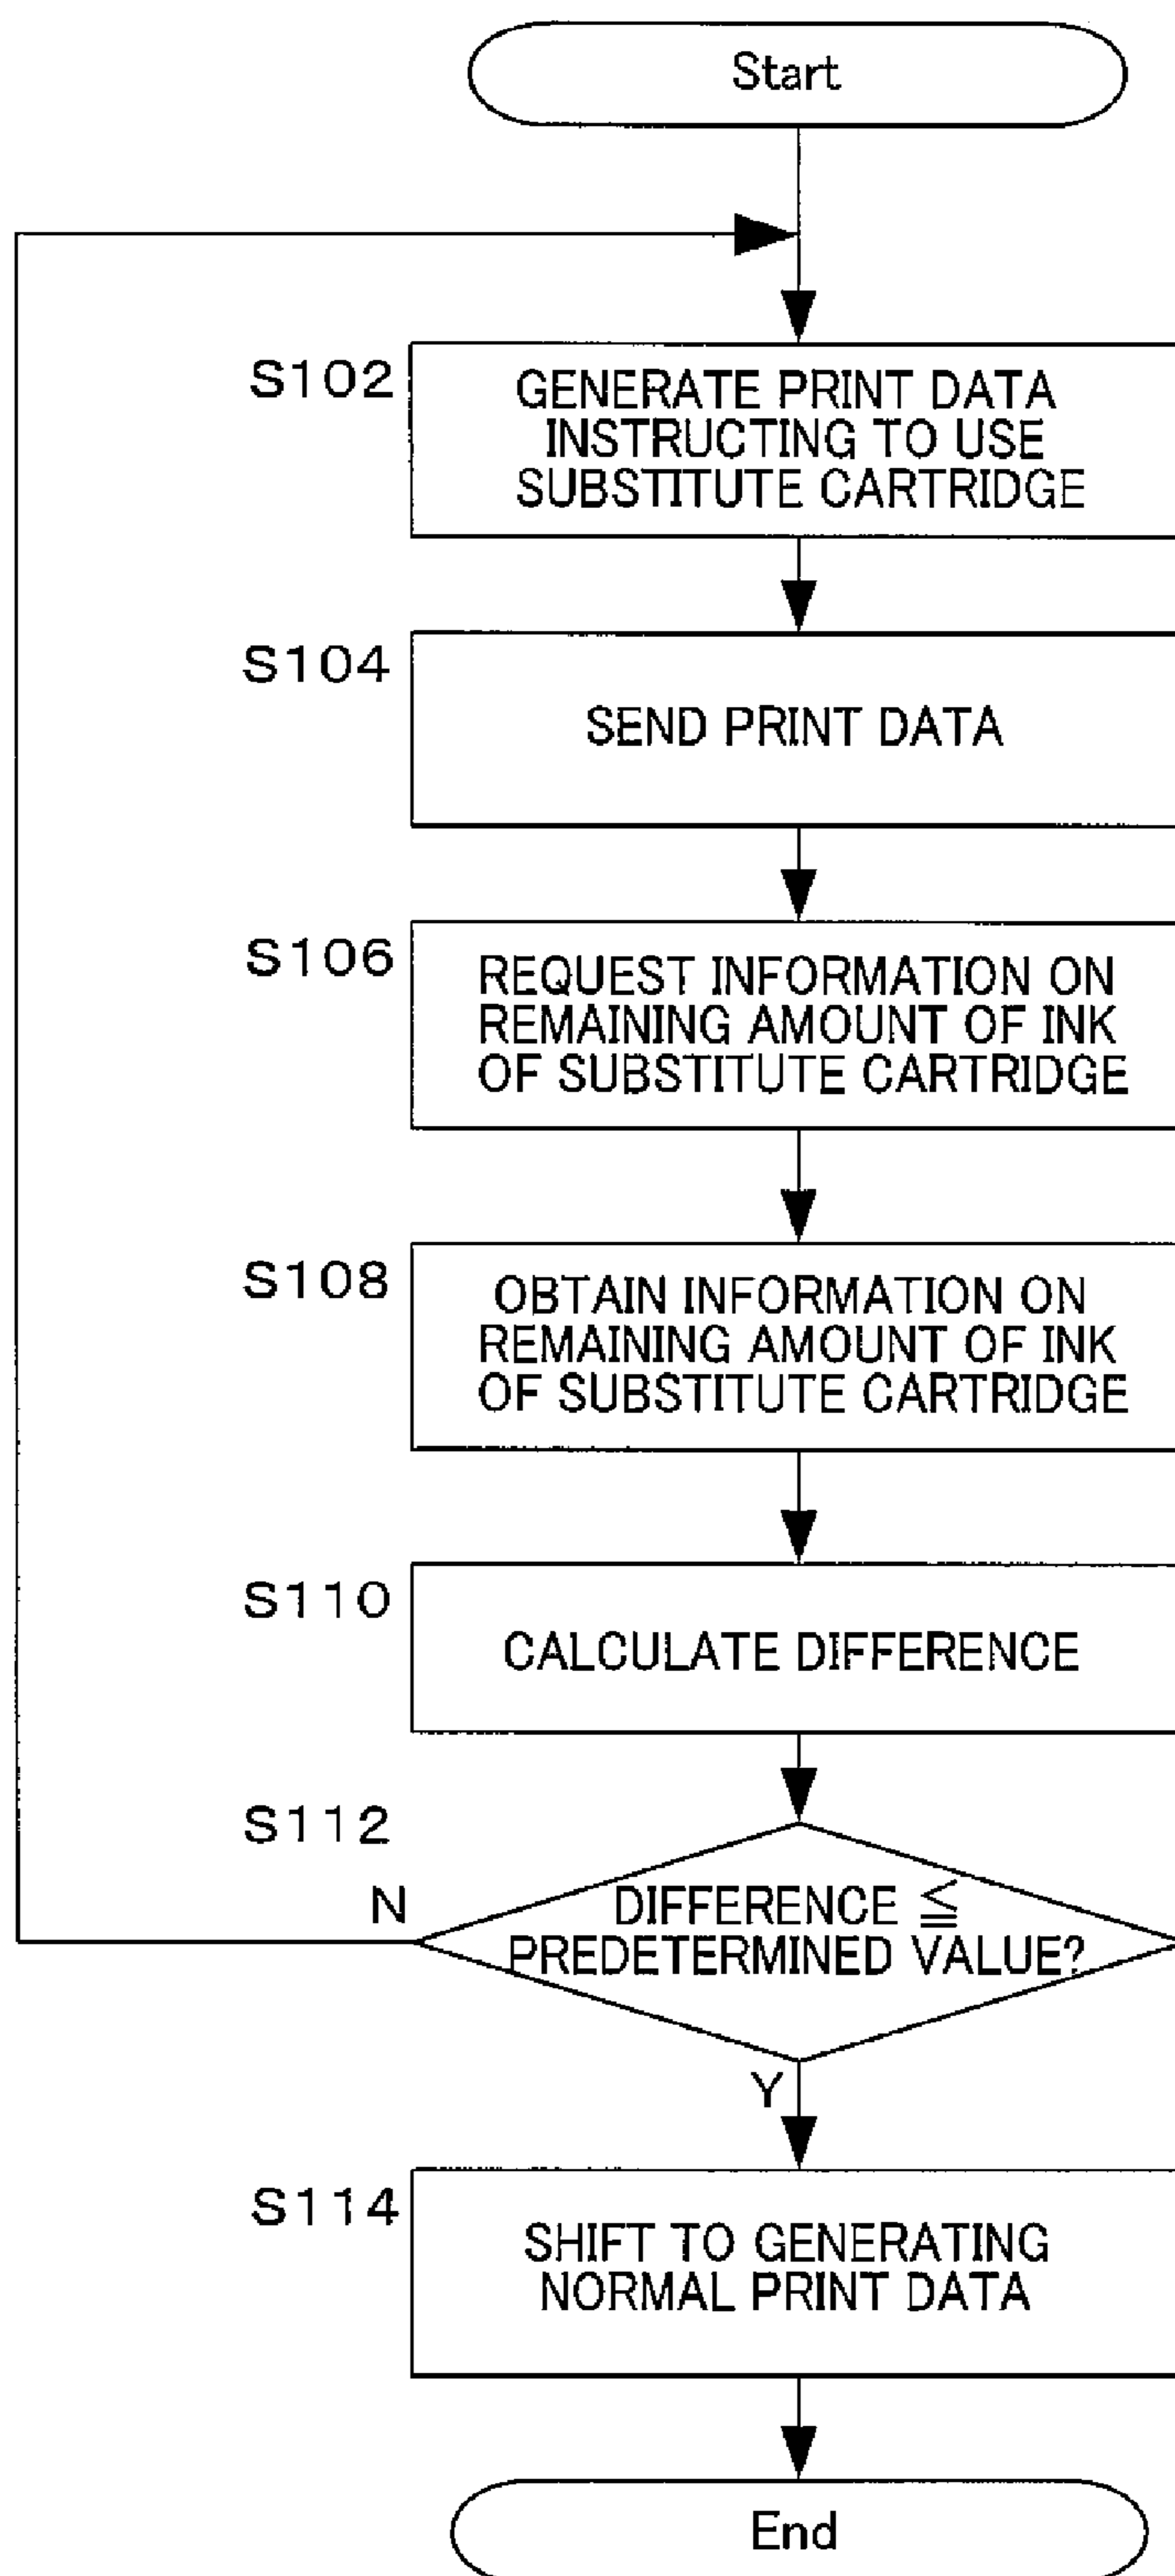 Start
S102
GENERATE PRINT DATA
INSTRUCTING TO USE
SUBSTITUTE CARTRIDGE
S104
SEND PRINT DATA
S106
REQUEST INFORMATION ON
REMAINING AMOUNT OF INK
OF SUBSTITUTE CARTRIDGE
S108
OBTAIN INFORMATION ON
REMAINING AMOUNT OF INK
OF SUBSTITUTE CARTRIDGE
S110
CALCULATE DIFFERENCE
S112
N
DIFFERENCE ≦
PREDETERMINED VALUE?
Y
S114
SHIFT TO GENERATING
NORMAL PRINT DATA
End